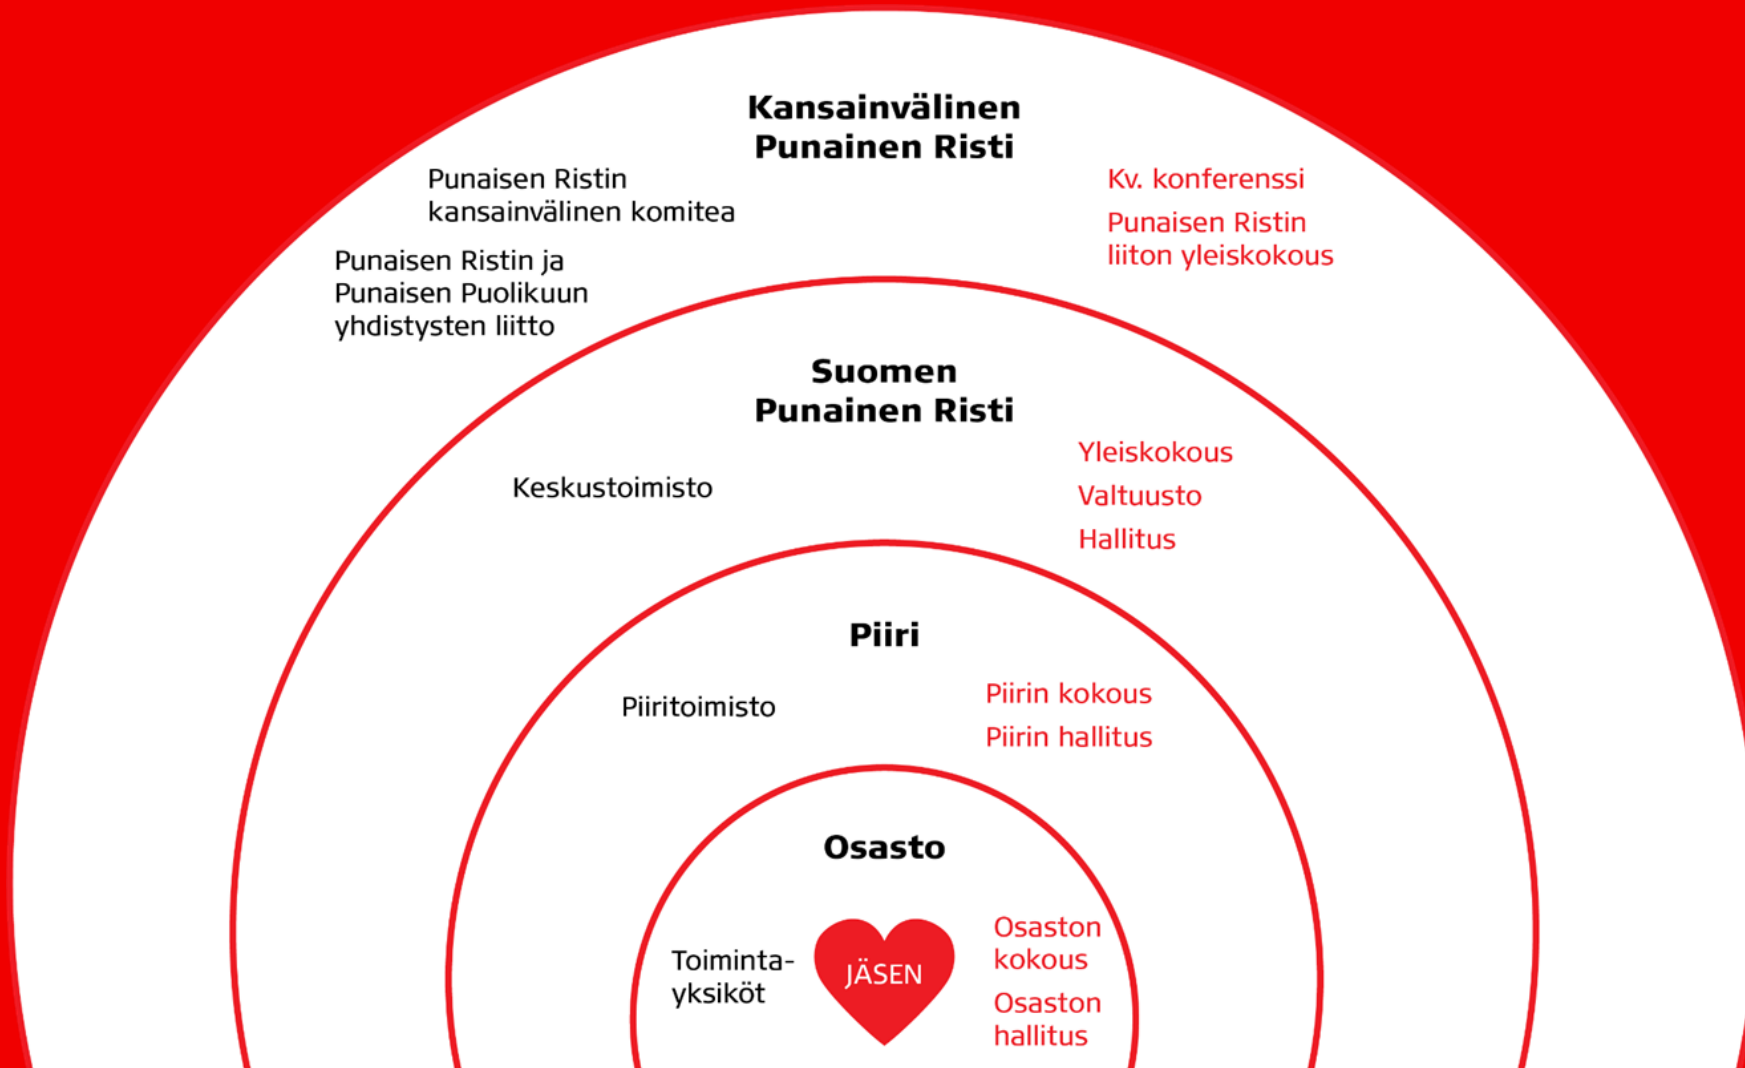 Kansainvälinen
Punainen Risti
Punaisen Ristin
kansainvälinen komitea
Punaisen Ristin ja
Punaisen Puolikuun
yhdistysten liitto
Kv. konferenssi
Punaisen Ristin
liiton yleiskokous
Suomen
Punainen Risti
Keskustoimisto
Yleiskokous
Valtuusto
Hallitus
Piiri
Piiritoimisto
Piirin kokous
Piirin hallitus
Osasto
Toiminta-
yksiköt
JÄSEN
Osaston
kokous
Osaston
hallitus